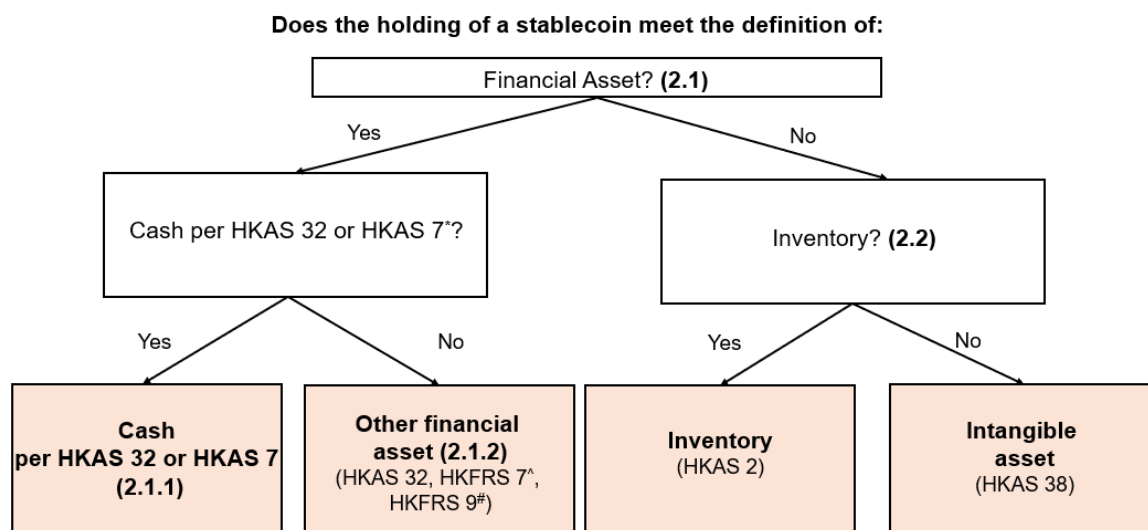 Does the holding of a stablecoin meet the definition of:
Financial Asset? (2.1)
Yes
No
Cash per HKAS 32 or HKAS 7*?
Inventory? (2.2)
Yes
No
Yes
No
Cash
per HKAS 32 or HKAS 7
(2.1.1)
Other financial
asset (2.1.2)
(HKAS 32, HKFRS 7^,
HKFRS 9#)
Inventory
(HKAS 2)
Intangible
asset
(HKAS 38)